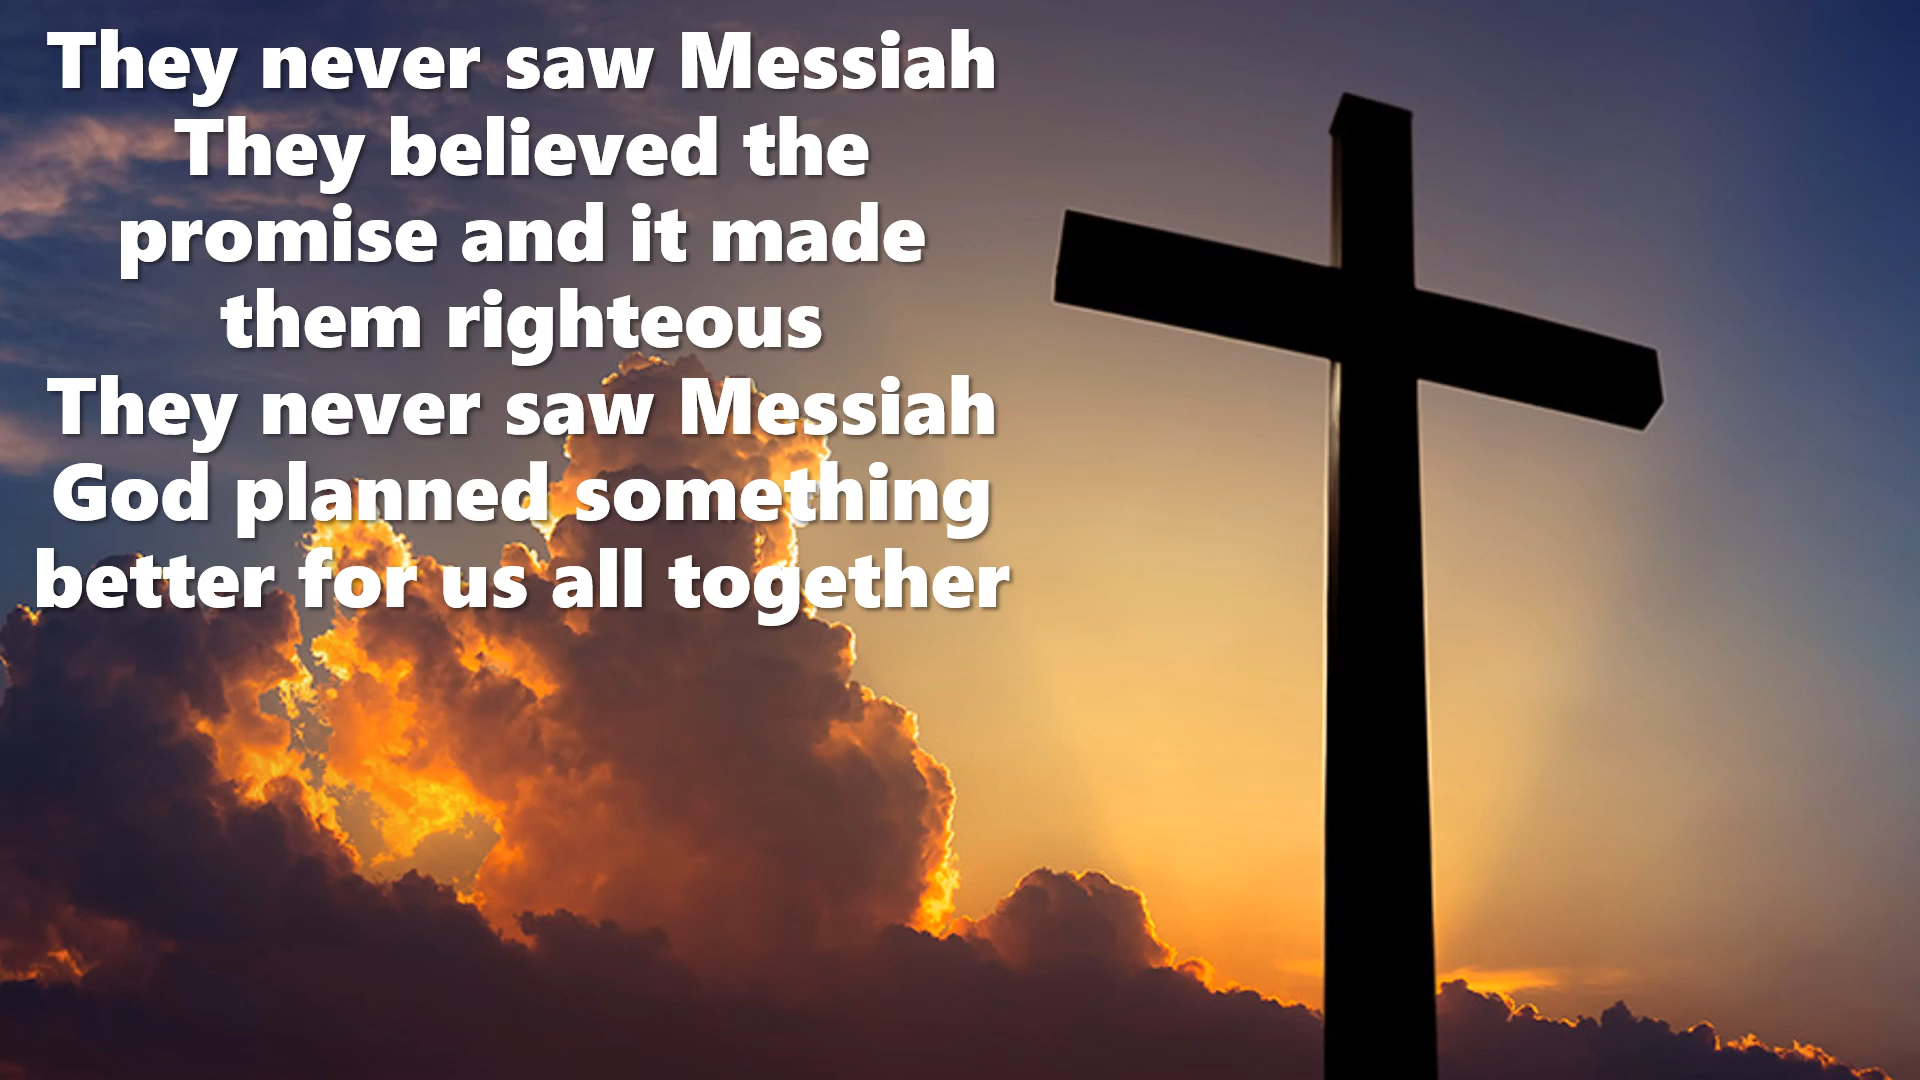 They never saw Messiah
They believed the
promise and it made
them righteous
They never saw Messiah
God planned something
better for us all together